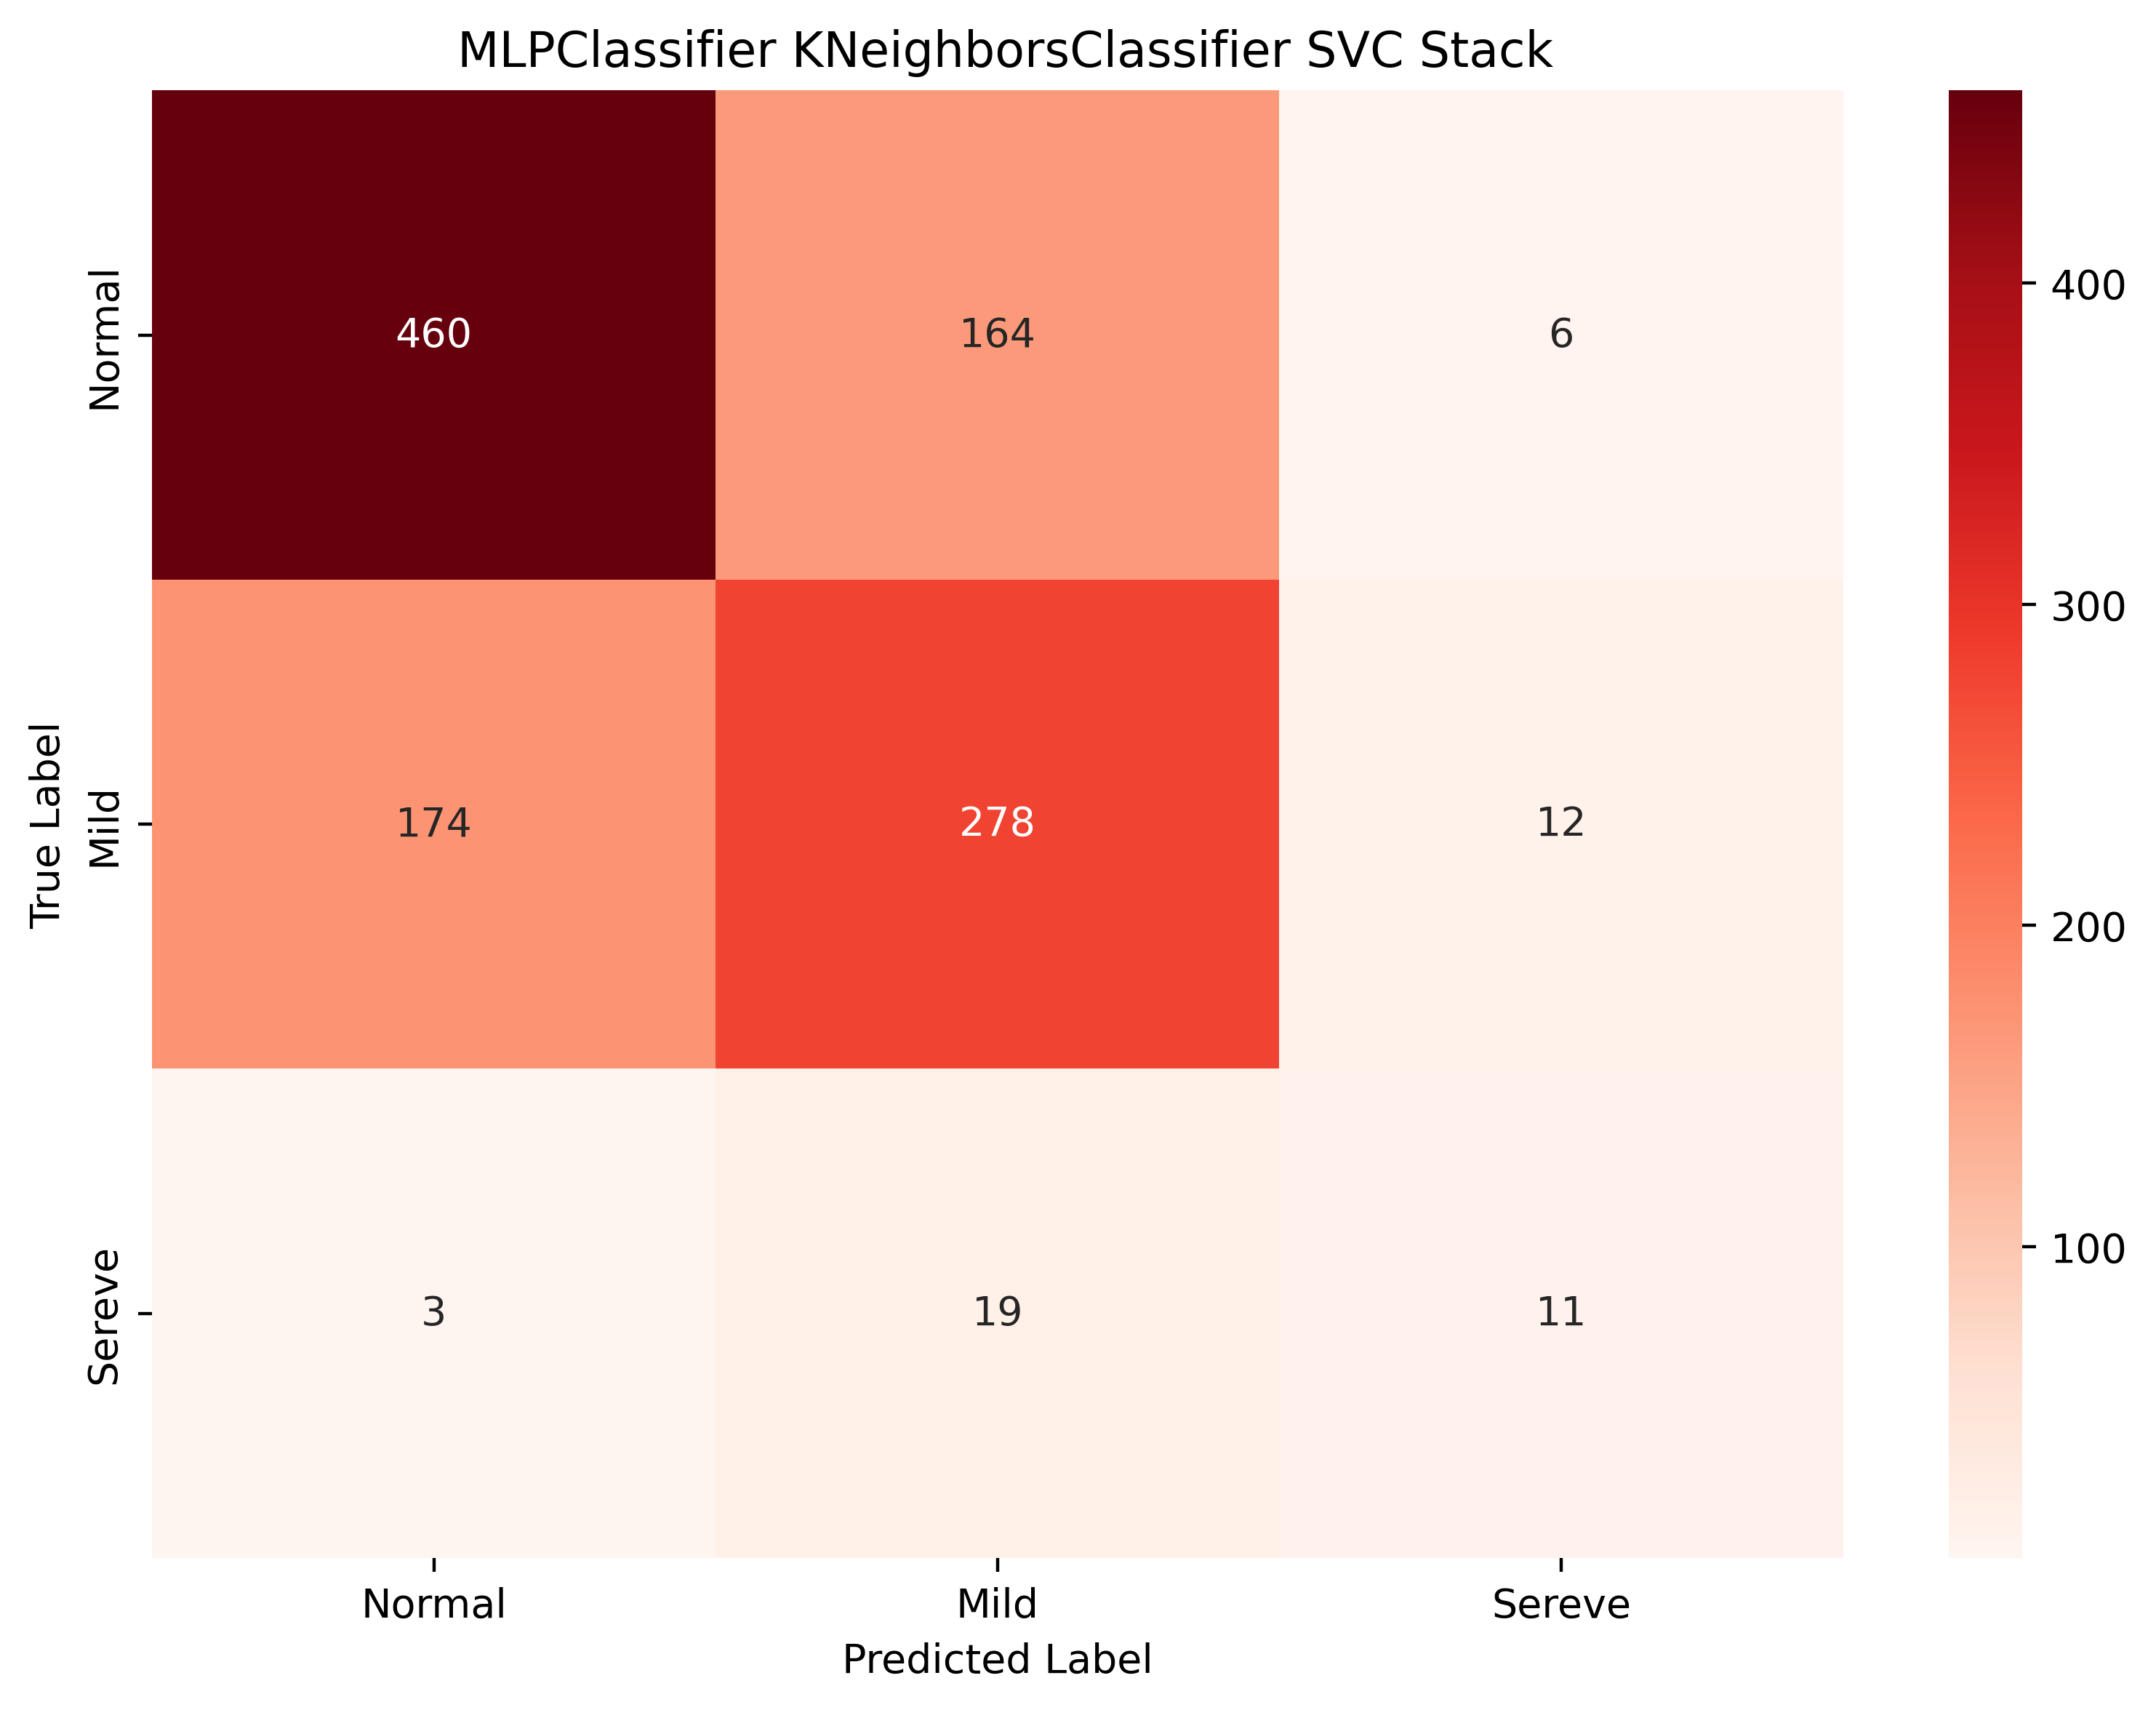 MLPClassifier KNeighborsClassifier SVC Stack
True Label
Normal
460 164 6
Mild
174 278 12
Sereve
3 19 11
Normal Mild Sereve
Predicted Label
400
300
200
100